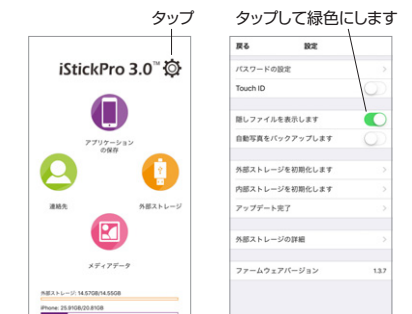 タップ
タップして緑色にします
iStickPro 3.0™
アプリケーション
の保存
連絡先
外部ストレージ
メディアデータ
外部ストレージ: 14.57GB/14.55GB
iPhone: 25.91GB/20.81GB
戻る
設定
パスワードの設定
Touch ID
隠しファイルを表示します
自動写真をバックアップします
外部ストレージを初期化します
内部ストレージを初期化します
アップデート完了
外部ストレージの詳細
ファームウェアバージョン 1.3.7